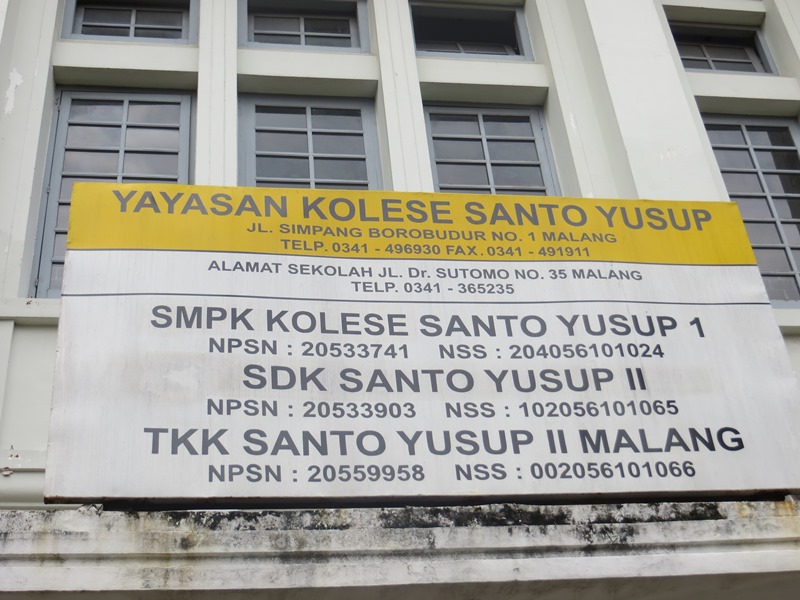 YAYASAN KOLESE SANTO YUSUP
JL. SIMPANG BOROBUDUR NO. 1 MALANG
TELP. 0341 - 496930 FAX. 0341 - 491911
ALAMAT SEKOLAH JL. Dr. SUTOMO NO. 35 MALANG
TELP. 0341 - 365235
SMPK KOLESE SANTO YUSUP 1
NPSN : 20533741 NSS : 204056101024
SDK SANTO YUSUP II
NPSN : 20533903 NSS : 102056101065
TKK SANTO YUSUP II MALANG
NPSN : 20559958 NSS : 002056101066